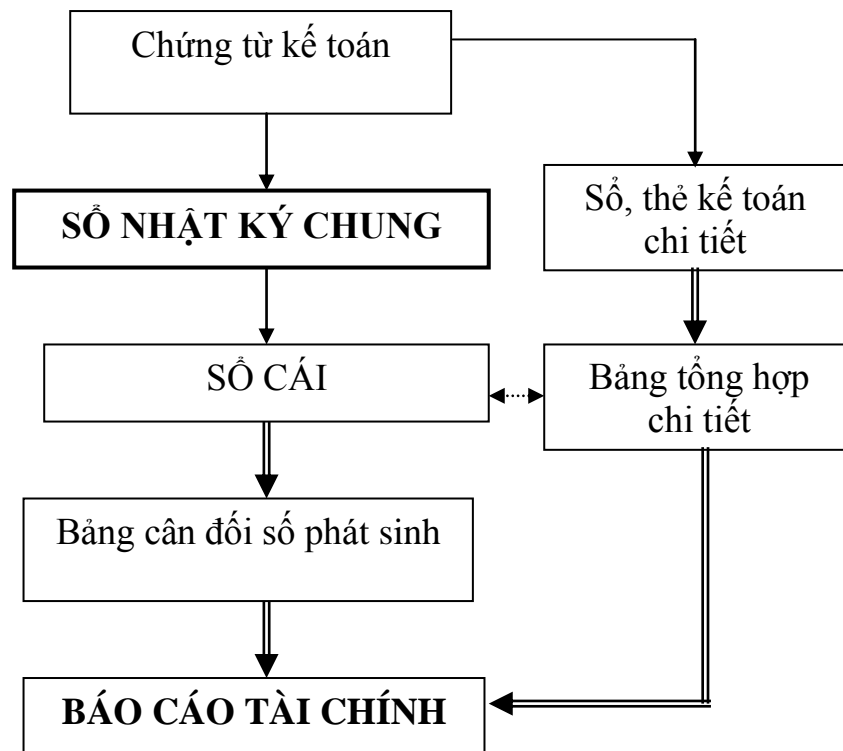 Chứng từ kế toán
SỔ NHẬT KÝ CHUNG
Sổ, thẻ kế toán
chi tiết
SỔ CÁI
Bảng tổng hợp
chi tiết
Bảng cân đối số phát sinh
BÁO CÁO TÀI CHÍNH